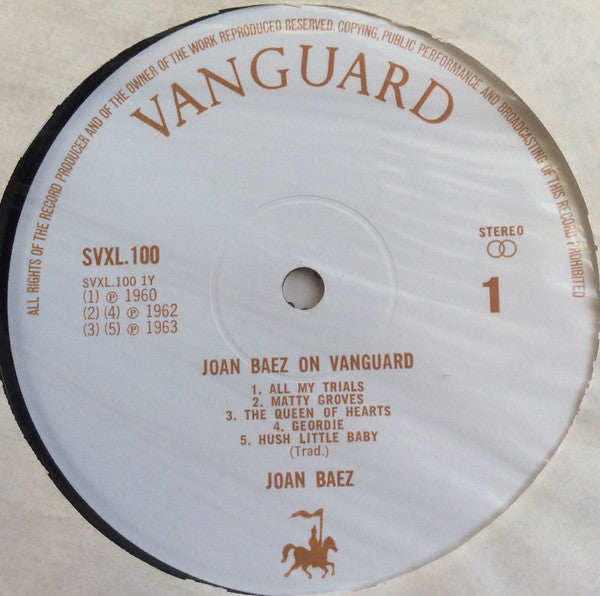 ALL RIGHTS OF THE RECORD PRODUCER AND OF THE OWNER OF THE WORK REPRODUCED RESERVED. COPYING, PUBLIC PERFORMANCE AND BROADCASTING OF THIS RECORD PROHIBITED
VANGUARD
SVXL.100
SVXL.100 1Y
(1) ℗ 1960
(2) (4) ℗ 1962
(3) (5) ℗ 1963
STEREO
1
JOAN BAEZ ON VANGUARD
1. ALL MY TRIALS
2. MATTY GROVES
3. THE QUEEN OF HEARTS
4. GEORDIE
5. HUSH LITTLE BABY
(Trad.)
JOAN BAEZ